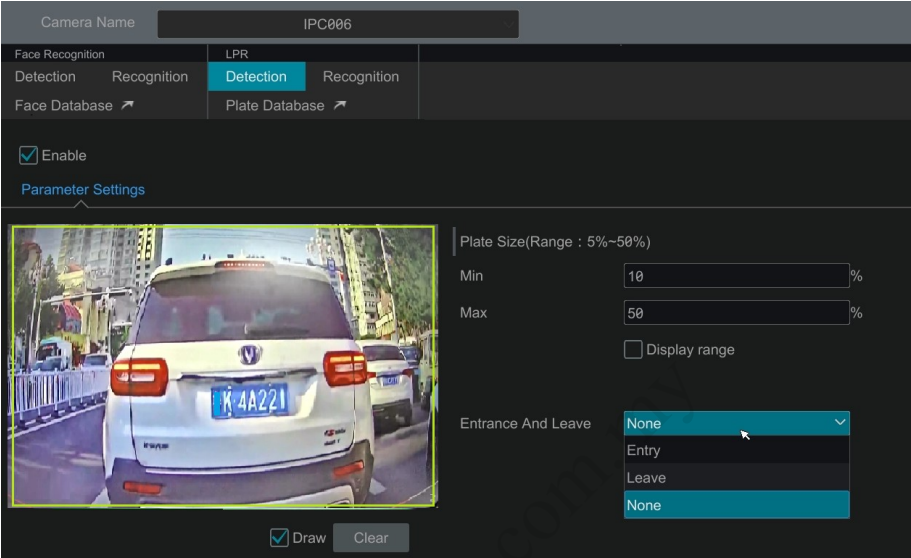 Camera Name IPC006
Face Recognition LPR
Detection Recognition Detection Recognition
Face Database Plate Database
Enable
Parameter Settings
Plate Size(Range : 5%~50%)
Min 10 %
Max 50 %
Display range
K 4A221
Entrance And Leave None
Entry
Leave
None
Draw Clear
com.my